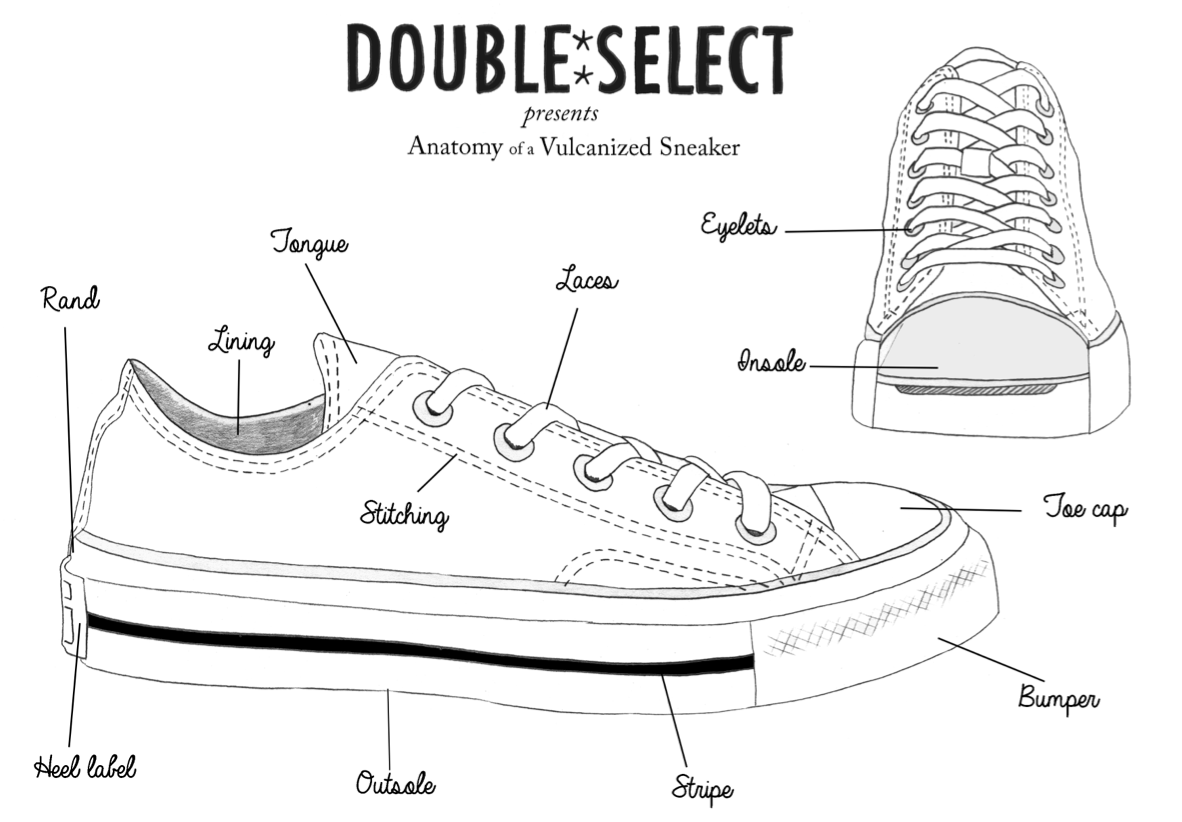 DOUBLE**SELECT
presents
Anatomy of a Vulcanized Sneaker
Eyelets
Tongue
Laces
Rand
Lining
Insole
Toe cap
Stitching
Bumper
Heel label
Outsole
Stripe